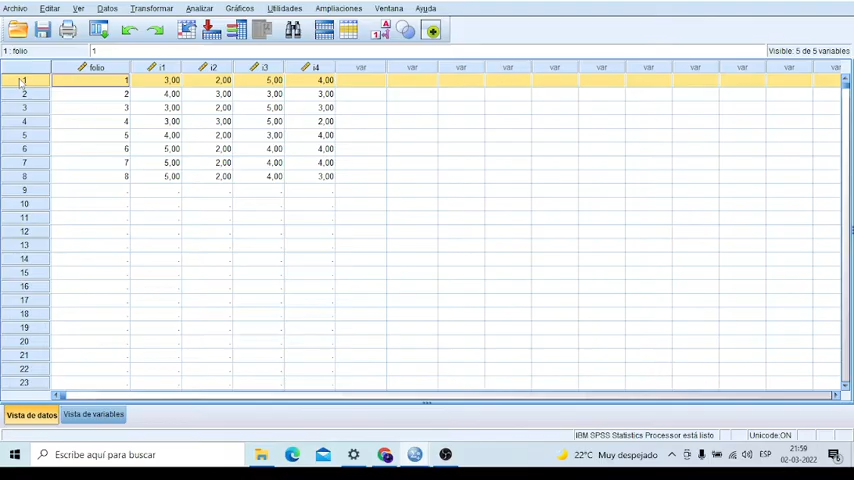 Archivo Editar Ver Datos Transformar Analizar Gráficos Utilidades Ampliaciones Ventana Ayuda
1 : folio 1 Visible: 5 de 5 variables
folio i1 i2 i3 i4 var var var var var var var var var var
1 1 3,00 2,00 5,00 4,00
2 2 4,00 3,00 3,00 3,00
3 3 3,00 2,00 5,00 3,00
4 4 3,00 3,00 5,00 2,00
5 5 4,00 2,00 3,00 4,00
6 6 5,00 2,00 4,00 4,00
7 7 5,00 2,00 4,00 4,00
8 8 5,00 2,00 4,00 3,00
9 . . . . .
10 . . . . .
11 . . . . .
12 . . . . .
13 . . . . .
14 . . . . .
15 . . . . .
16 . . . . .
17 . . . . .
18 . . . . .
19 . . . . .
20 . . . . .
21 . . . . .
22 . . . . .
23 . . . . .
Vista de datos Vista de variables
IBM SPSS Statistics Processor está listo Unicode:ON
Escribe aquí para buscar 22°C Muy despejado ESP 21:59
02-03-2022 5